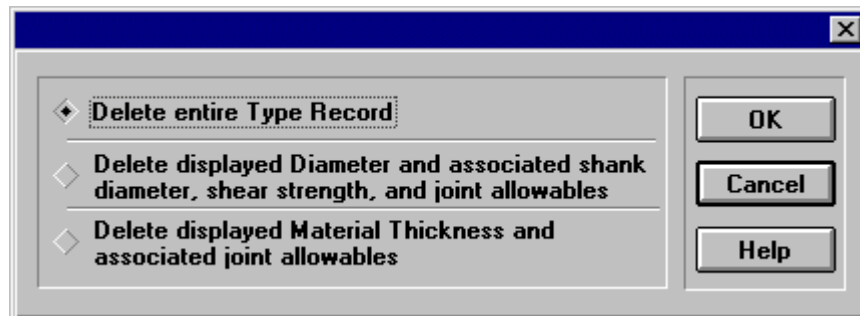 Delete entire Type Record
Delete displayed Diameter and associated shank
diameter, shear strength, and joint allowables
Delete displayed Material Thickness and
associated joint allowables
OK
Cancel
Help